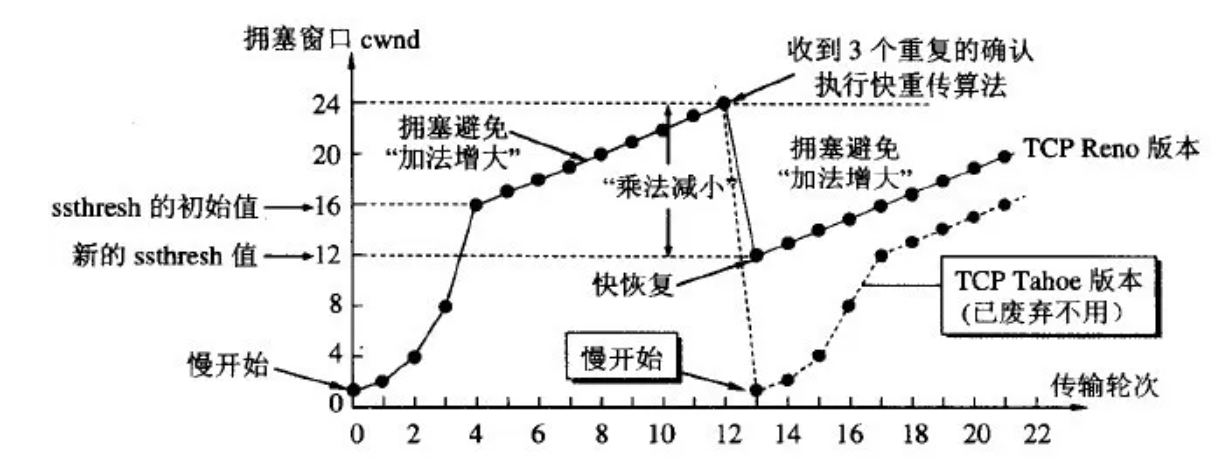 拥塞窗口 cwnd
收到 3 个重复的确认
执行快重传算法
24
拥塞避免
“加法增大”
20
拥塞避免
“加法增大”
TCP Reno 版本
“乘法减小”
ssthresh 的初始值
16
新的 ssthresh 值
12
快恢复
TCP Tahoe 版本
(已废弃不用)
8
慢开始
4
慢开始
传输轮次
0
0 2 4 6 8 10 12 14 16 18 20 22